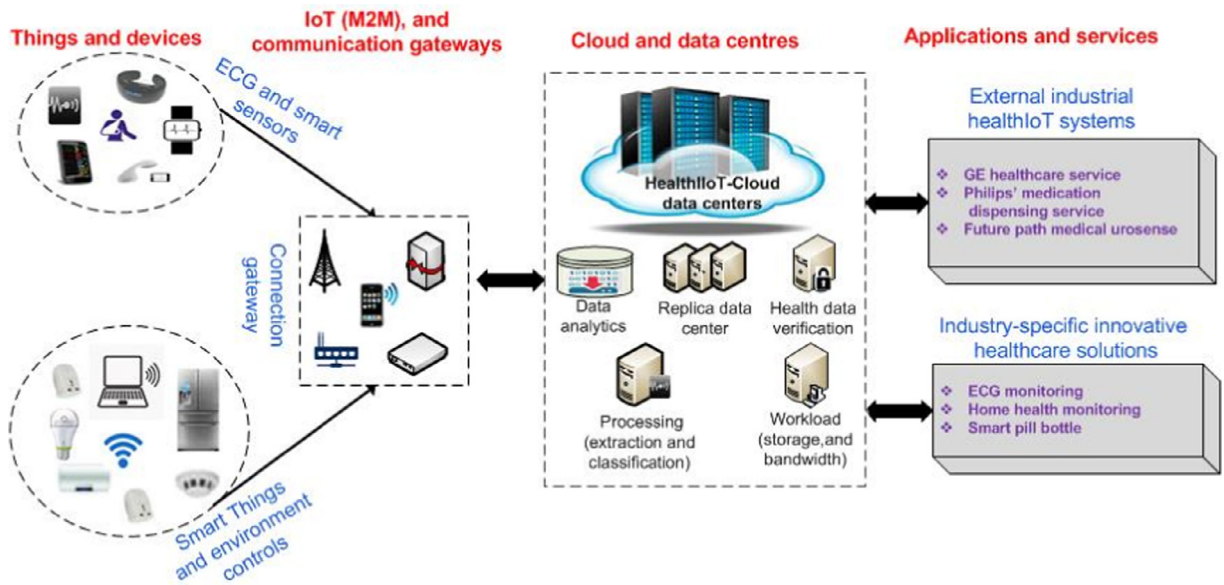 Things and devices
IoT (M2M), and
communication gateways
Cloud and data centres
Applications and services
ECG and smart
sensors
Connection
gateway
Smart Things
and environment
controls
HealthIIoT-Cloud
data centers
Data
analytics
Replica data
center
Health data
verification
Processing
(extraction and
classification)
Workload
(storage,and
bandwidth)
External industrial
healthIoT systems
❖ GE healthcare service
❖ Philips' medication
dispensing service
❖ Future path medical urosense
Industry-specific innovative
healthcare solutions
❖ ECG monitoring
❖ Home health monitoring
❖ Smart pill bottle